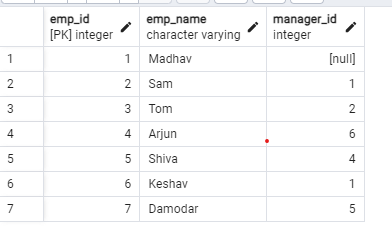 emp_id emp_name manager_id
[PK] integer character varying integer
1 1 Madhav [null]
2 2 Sam 1
3 3 Tom 2
4 4 Arjun 6
5 5 Shiva 4
6 6 Keshav 1
7 7 Damodar 5